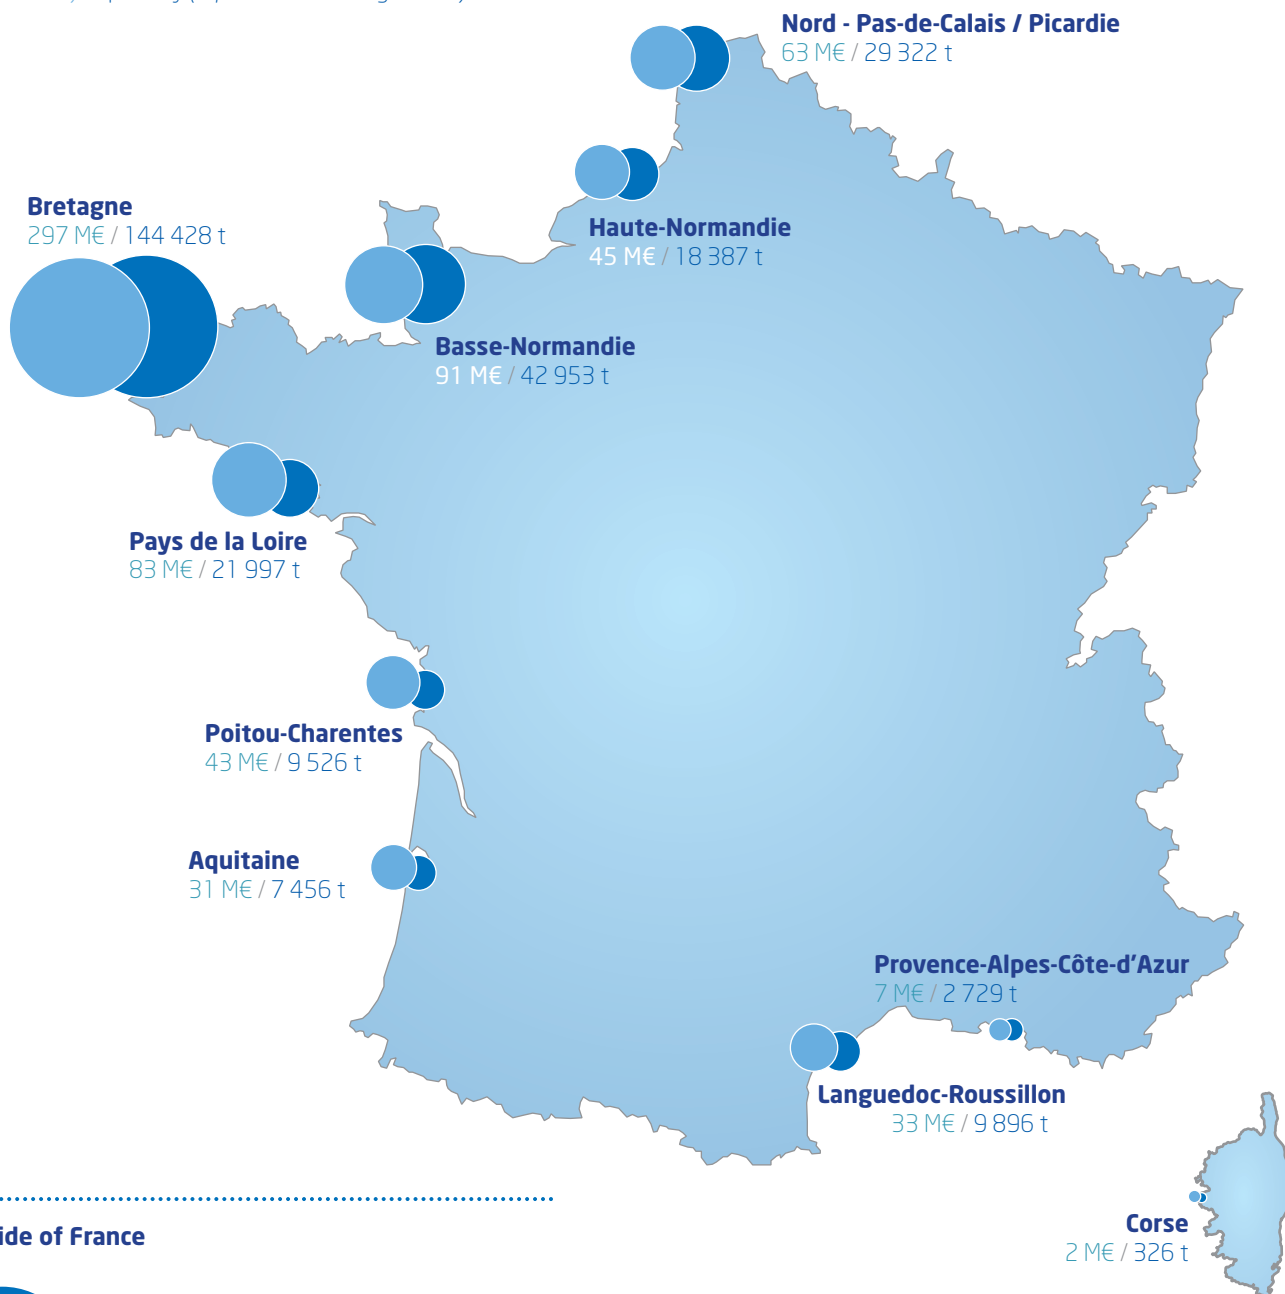 Nord - Pas-de-Calais / Picardie
63 M€ / 29 322 t
Bretagne
297 M€ / 144 428 t
Haute-Normandie
45 M€ / 18 387 t
Basse-Normandie
91 M€ / 42 953 t
Pays de la Loire
83 M€ / 21 997 t
Poitou-Charentes
43 M€ / 9 526 t
Aquitaine
31 M€ / 7 456 t
Provence-Alpes-Côte-d'Azur
7 M€ / 2 729 t
Languedoc-Roussillon
33 M€ / 9 896 t
Corse
2 M€ / 326 t
ide of France